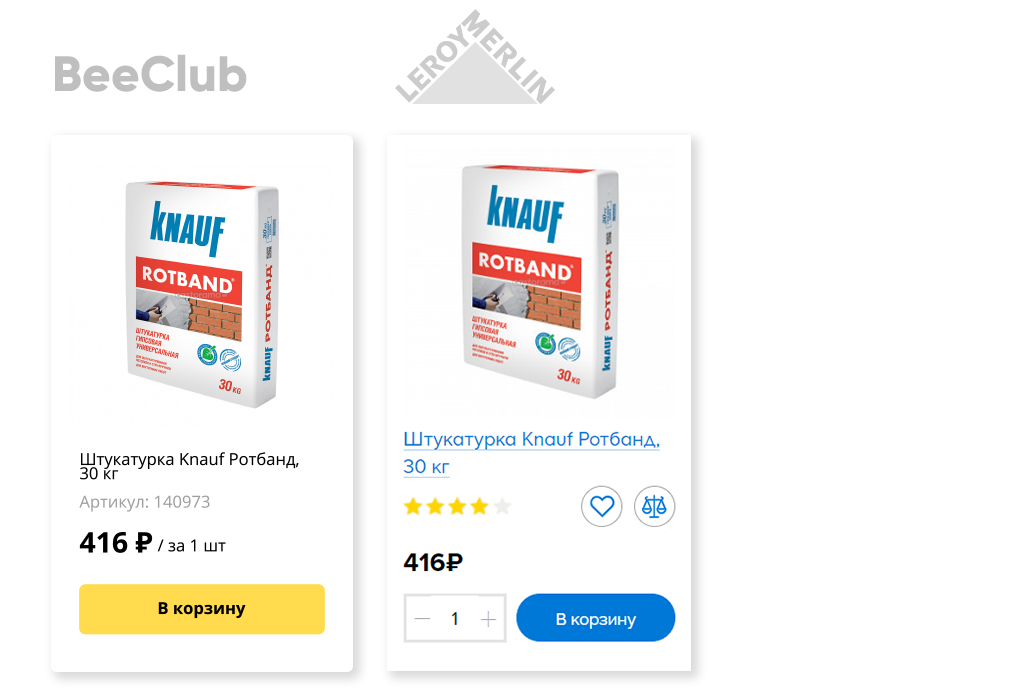 BeeClub
LEROY MERLIN
KNAUF
ROTBAND
ШТУКАТУРКА
ГИПСОВАЯ
УНИВЕРСАЛЬНАЯ
30 KG
KNAUF РОТБАНД
Штукатурка Knauf Ротбанд,
30 кг
Артикул: 140973
416 ₽ / за 1 шт
В корзину
KNAUF
ROTBAND
ШТУКАТУРКА
ГИПСОВАЯ
УНИВЕРСАЛЬНАЯ
30 KG
KNAUF РОТБАНД
Штукатурка Knauf Ротбанд,
30 кг
416₽
1
В корзину